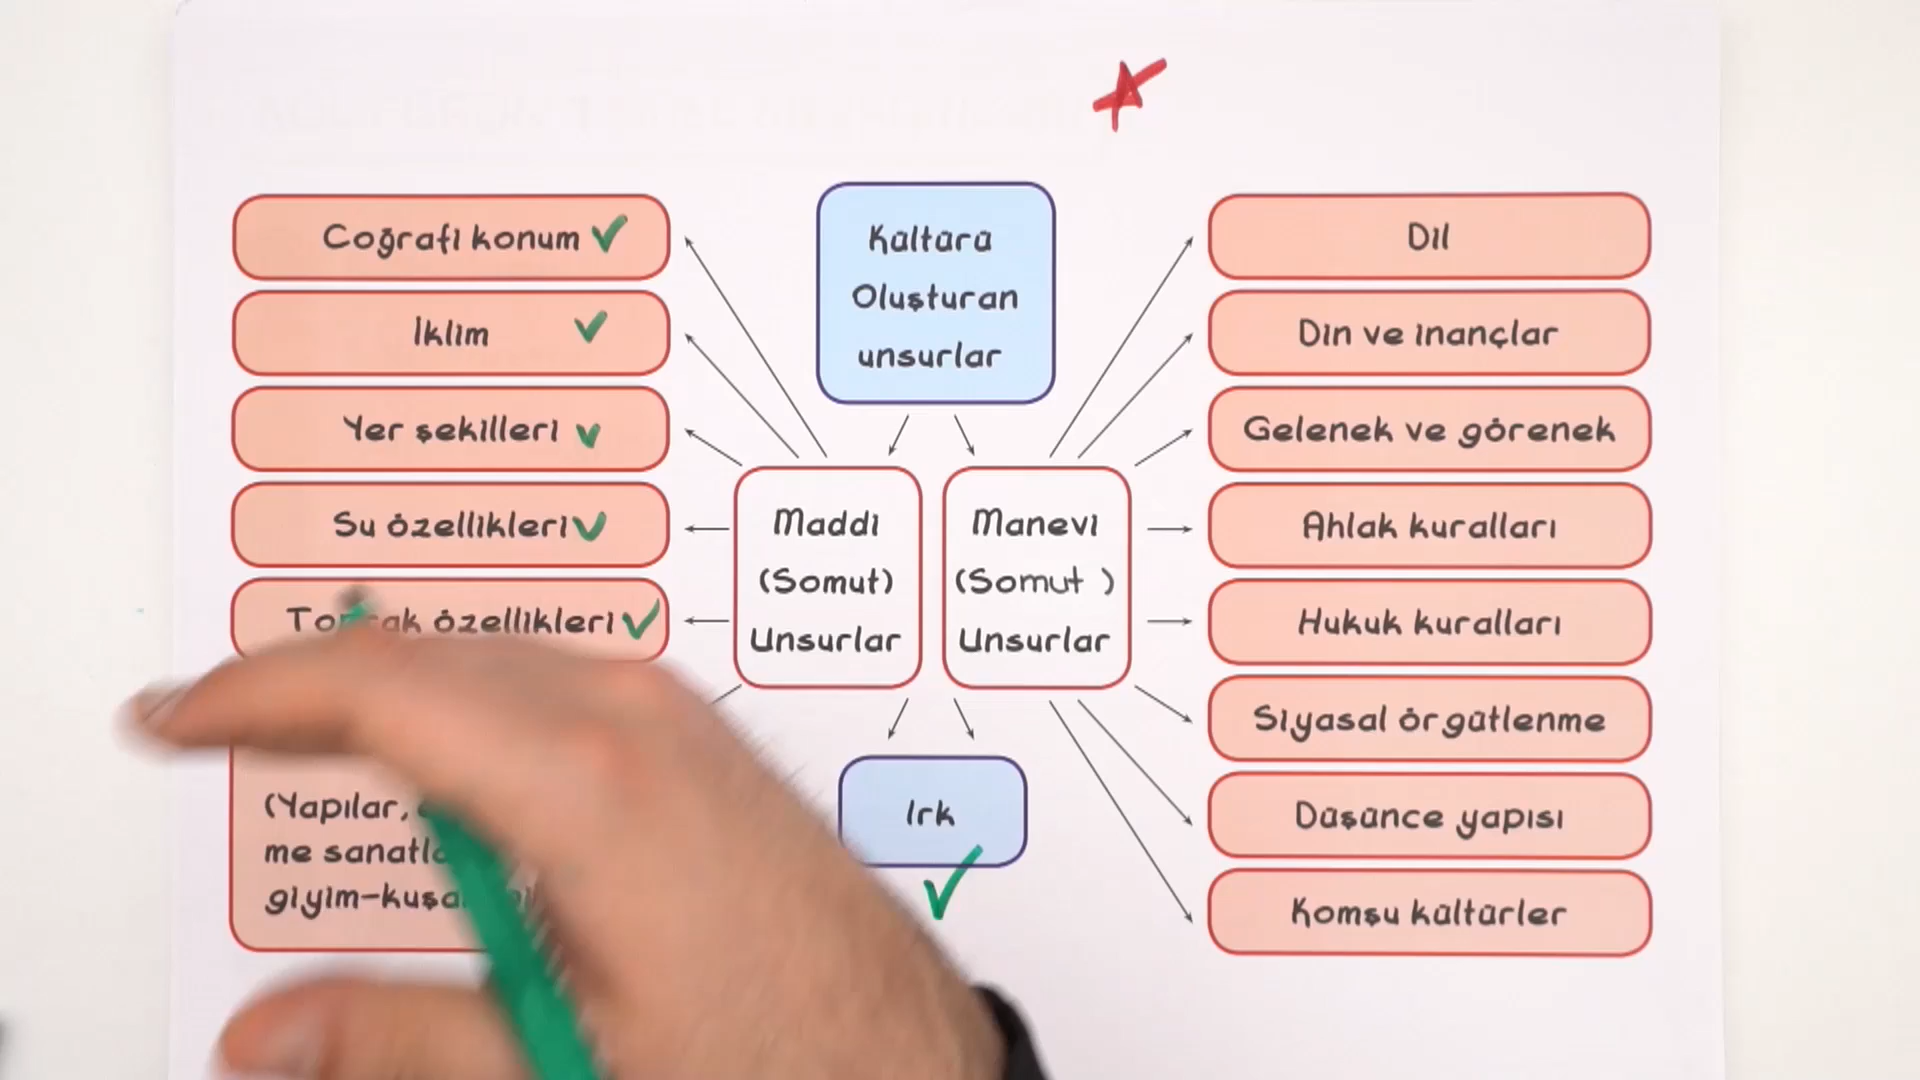 Coğrafi konum
İklim
Yer şekilleri
Su özellikleri
Toprak özellikleri
(Yapılar,
me sanatla
giyim-kuşa
Kültürü
Oluşturan
unsurlar
Maddi
(Somut)
Unsurlar
Manevi
(Somut )
Unsurlar
Irk
Dil
Din ve inançlar
Gelenek ve görenek
Ahlak kuralları
Hukuk kuralları
Siyasal örgütlenme
Düşünce yapısı
Komşu kültürler